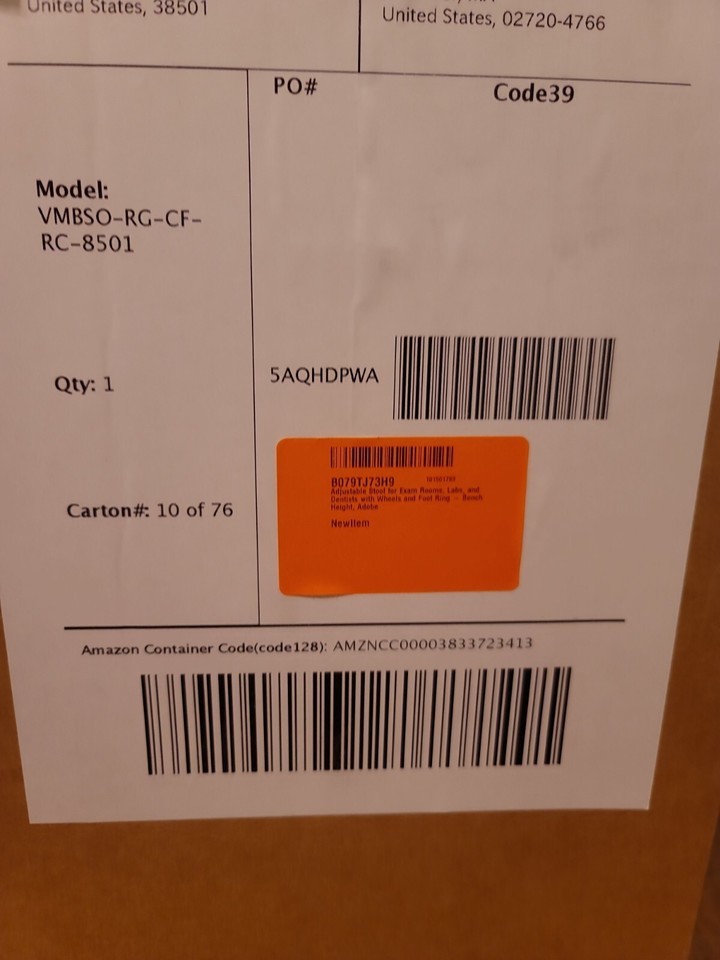 United States, 38501
United States, 02720-4766
PO#
Code39
Model:
VMBSO-RG-CF-
RC-8501
Qty: 1
5AQHDPWA
B079TJ73H9
Adjustable Stool for Exam Rooms, Labs, and
Dentists with Wheels and Foot Ring -- Bench
Height, Adobe
NewItem
Carton#: 10 of 76
Amazon Container Code(code128): AMZNCC00003833723413